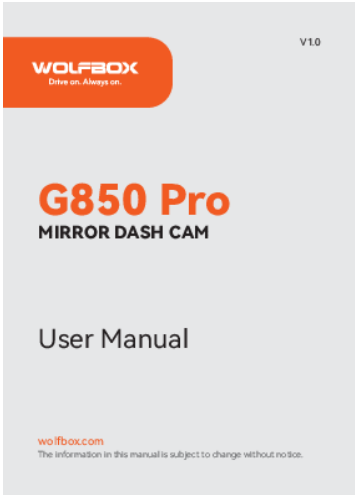 V1.0
WOLFBOX
Drive on. Always on.
G850 Pro
MIRROR DASH CAM
User Manual
wolfbox.com
The information in this manual is subject to change without notice.